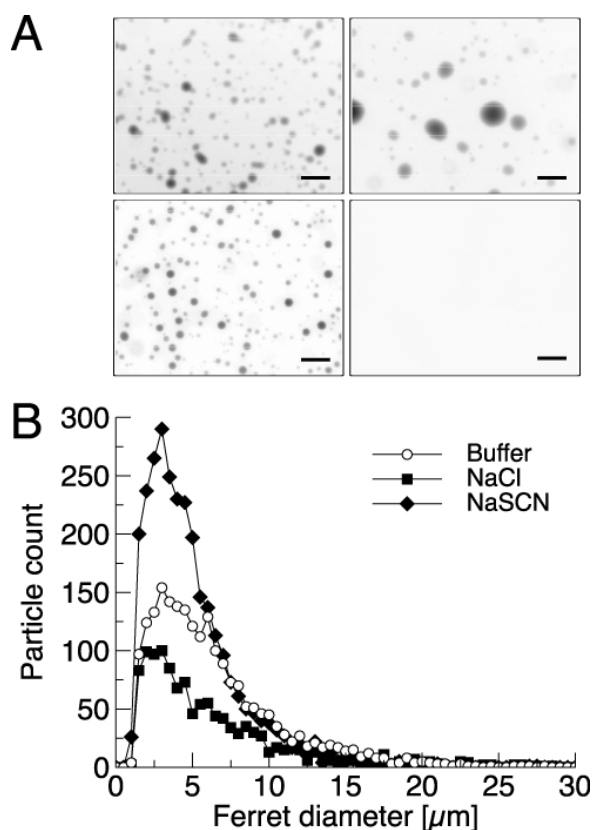 A
B
300
250
200
150
100
50
0
Particle count
Buffer
NaCl
NaSCN
0 5 10 15 20 25 30
Ferret diameter [µm]